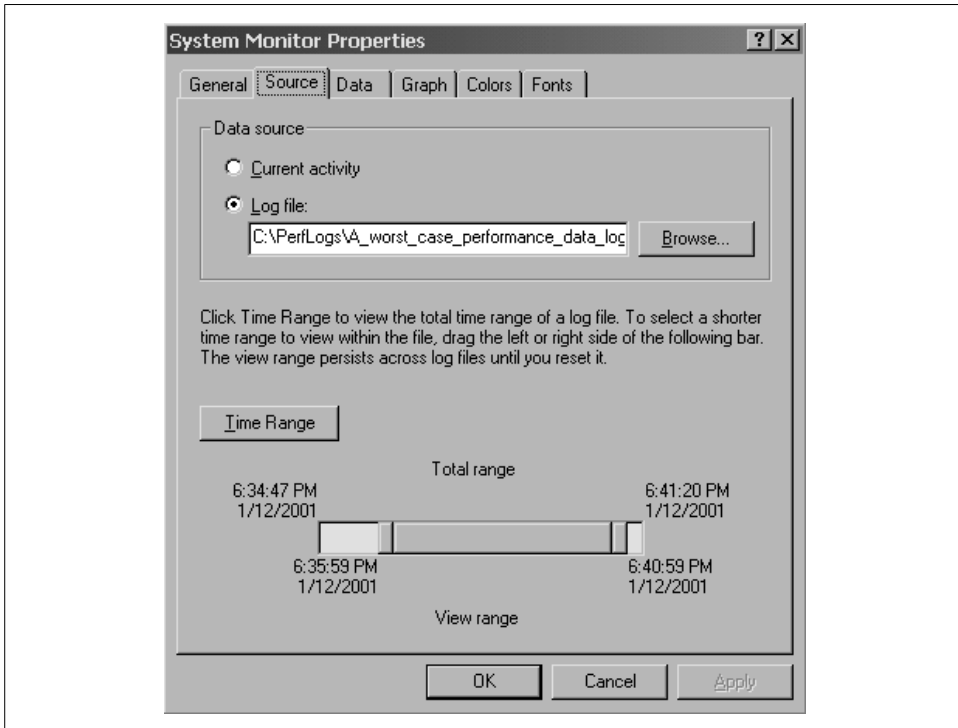 System Monitor Properties
General Source Data Graph Colors Fonts
Data source
Current activity
Log file:
C:\PerfLogs\A_worst_case_performance_data_log
Browse...
Click Time Range to view the total time range of a log file. To select a shorter
time range to view within the file, drag the left or right side of the following bar.
The view range persists across log files until you reset it.
Time Range
Total range
6:34:47 PM 6:41:20 PM
1/12/2001 1/12/2001
6:35:59 PM 6:40:59 PM
1/12/2001 1/12/2001
View range
OK Cancel Apply